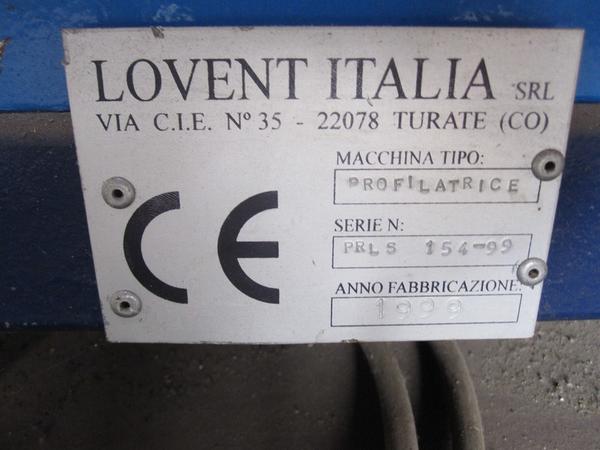 LOVENT ITALIA SRL
VIA C.I.E. Nº 35 - 22078 TURATE (CO)
MACCHINA TIPO:
PROFILATRICE
CE
SERIE N:
PRLS 154-99
ANNO FABBRICAZIONE:
1999